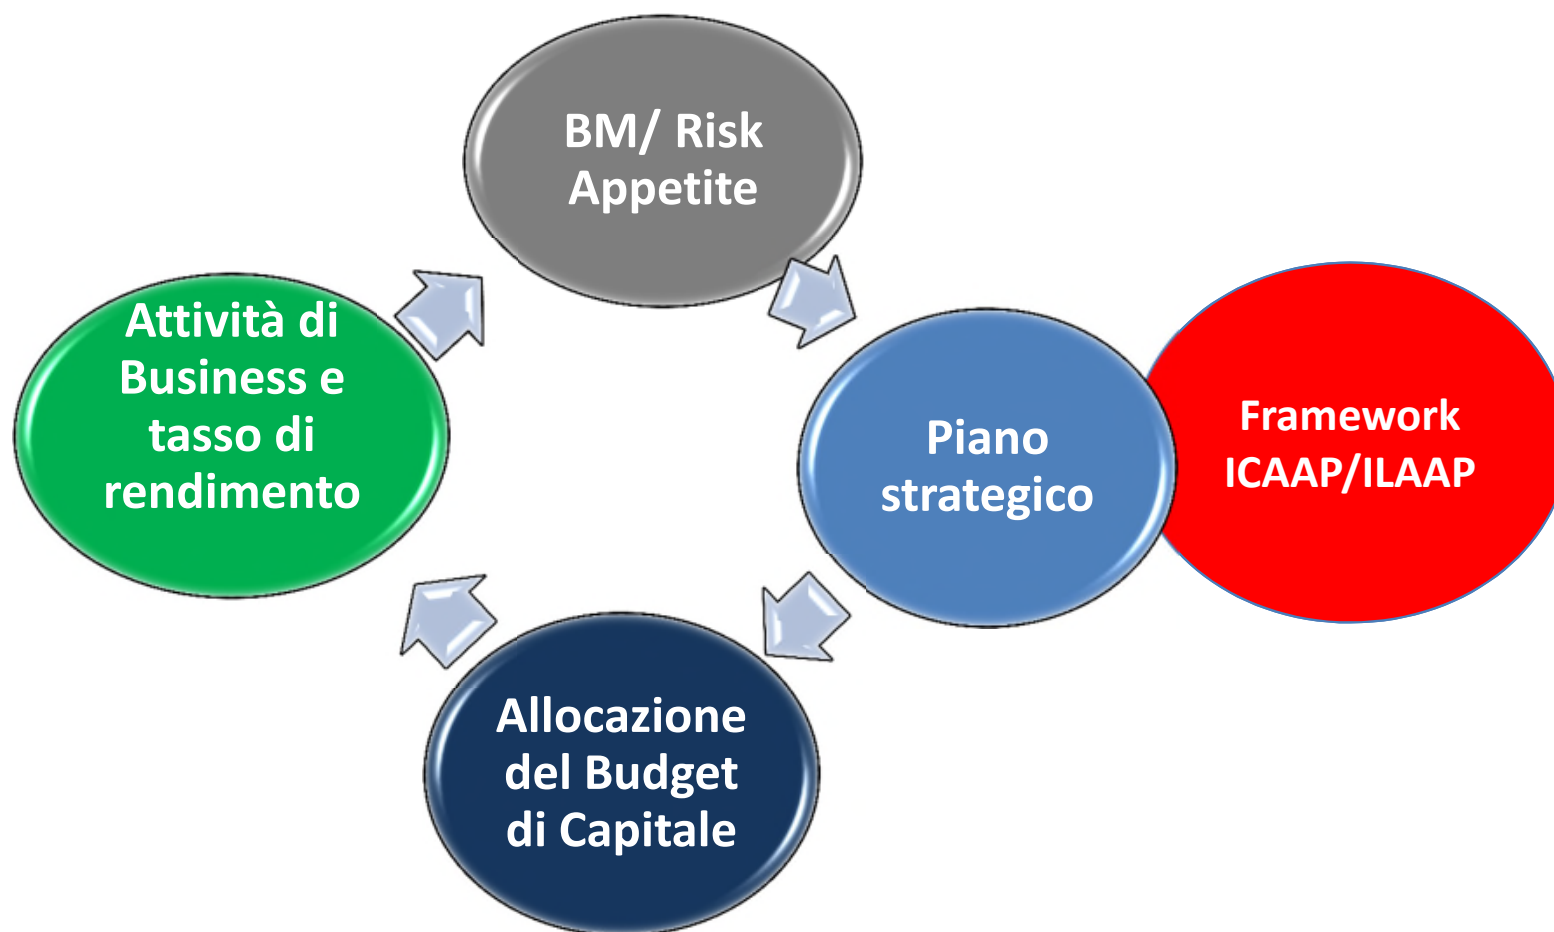 BM/ Risk
Appetite
Attività di
Business e
tasso di
rendimento
Piano
strategico
Framework
ICAAP/ILAAP
Allocazione
del Budget
di Capitale